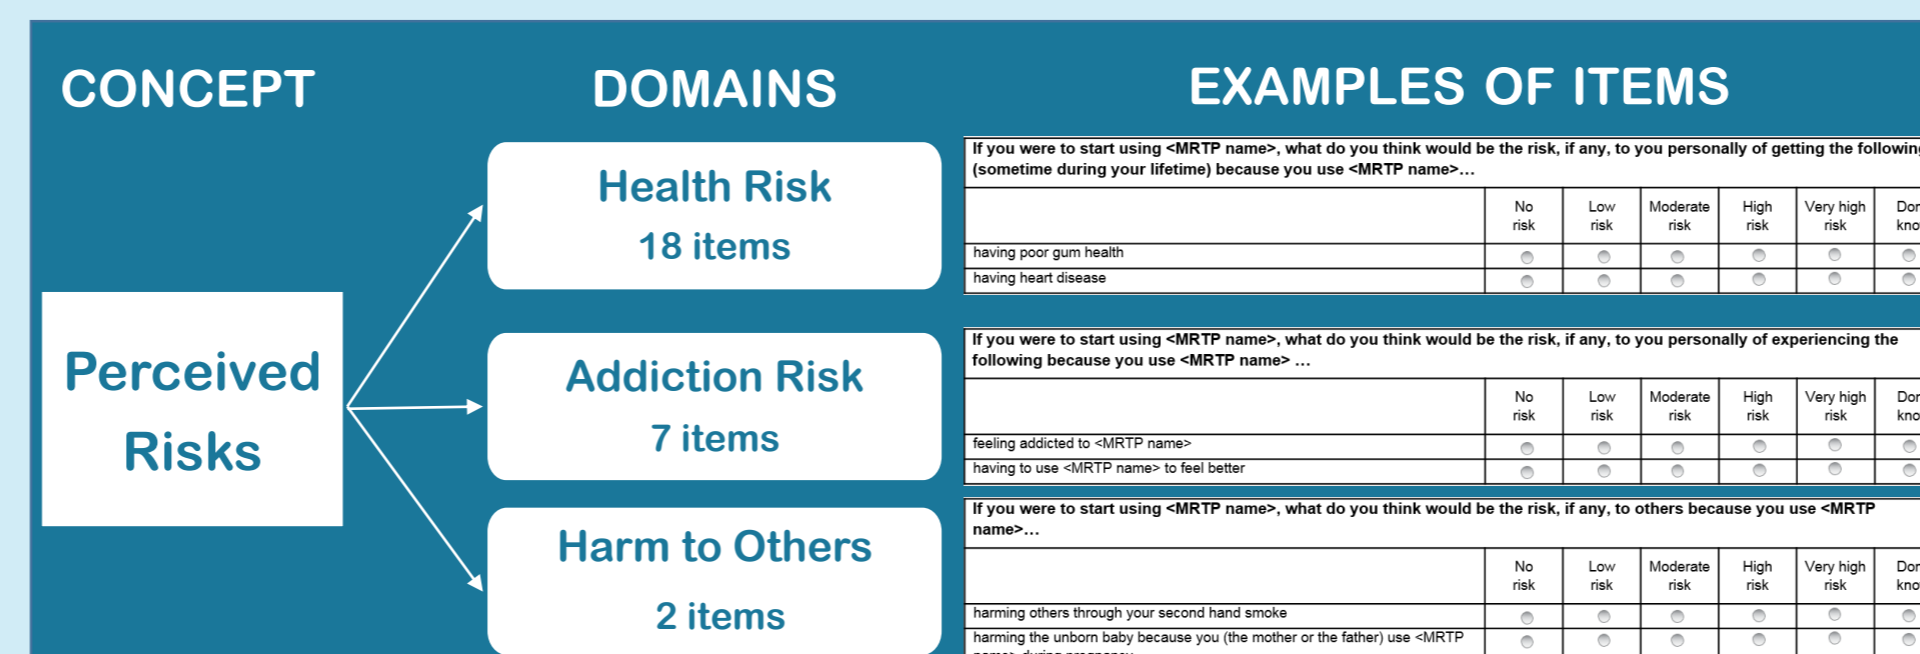 CONCEPT
DOMAINS
EXAMPLES OF ITEMS
Perceived
Risks
Health Risk
18 items
If you were to start using <MRTP name>, what do you think would be the risk, if any, to you personally of getting the following
(sometime during your lifetime) because you use <MRTP name>…
No risk
Low risk
Moderate risk
High risk
Very high risk
having poor gum health
having heart disease
Addiction Risk
7 items
If you were to start using <MRTP name>, what do you think would be the risk, if any, to you personally of experiencing the
following because you use <MRTP name> …
No risk
Low risk
Moderate risk
High risk
Very high risk
feeling addicted to <MRTP name>
having to use <MRTP name> to feel better
Harm to Others
2 items
If you were to start using <MRTP name>, what do you think would be the risk, if any, to others because you use <MRTP
name>…
No risk
Low risk
Moderate risk
High risk
Very high risk
harming others through your second hand smoke
harming the unborn baby because you (the mother or the father) use <MRTP